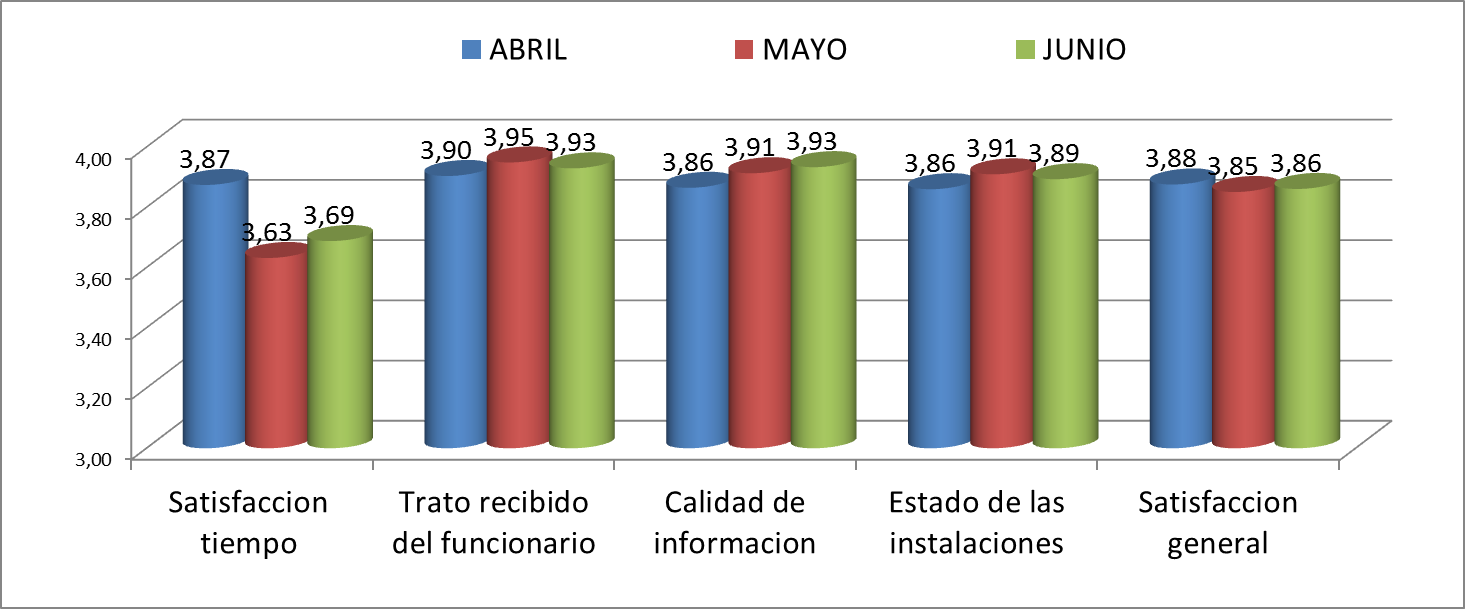 ABRIL MAYO JUNIO
4,00
3,80
3,60
3,40
3,20
3,00
3,87 3,63 3,69
3,90 3,95 3,93
3,86 3,91 3,93
3,86 3,91 3,89
3,88 3,85 3,86
Satisfaccion
tiempo
Trato recibido
del funcionario
Calidad de
informacion
Estado de las
instalaciones
Satisfaccion
general